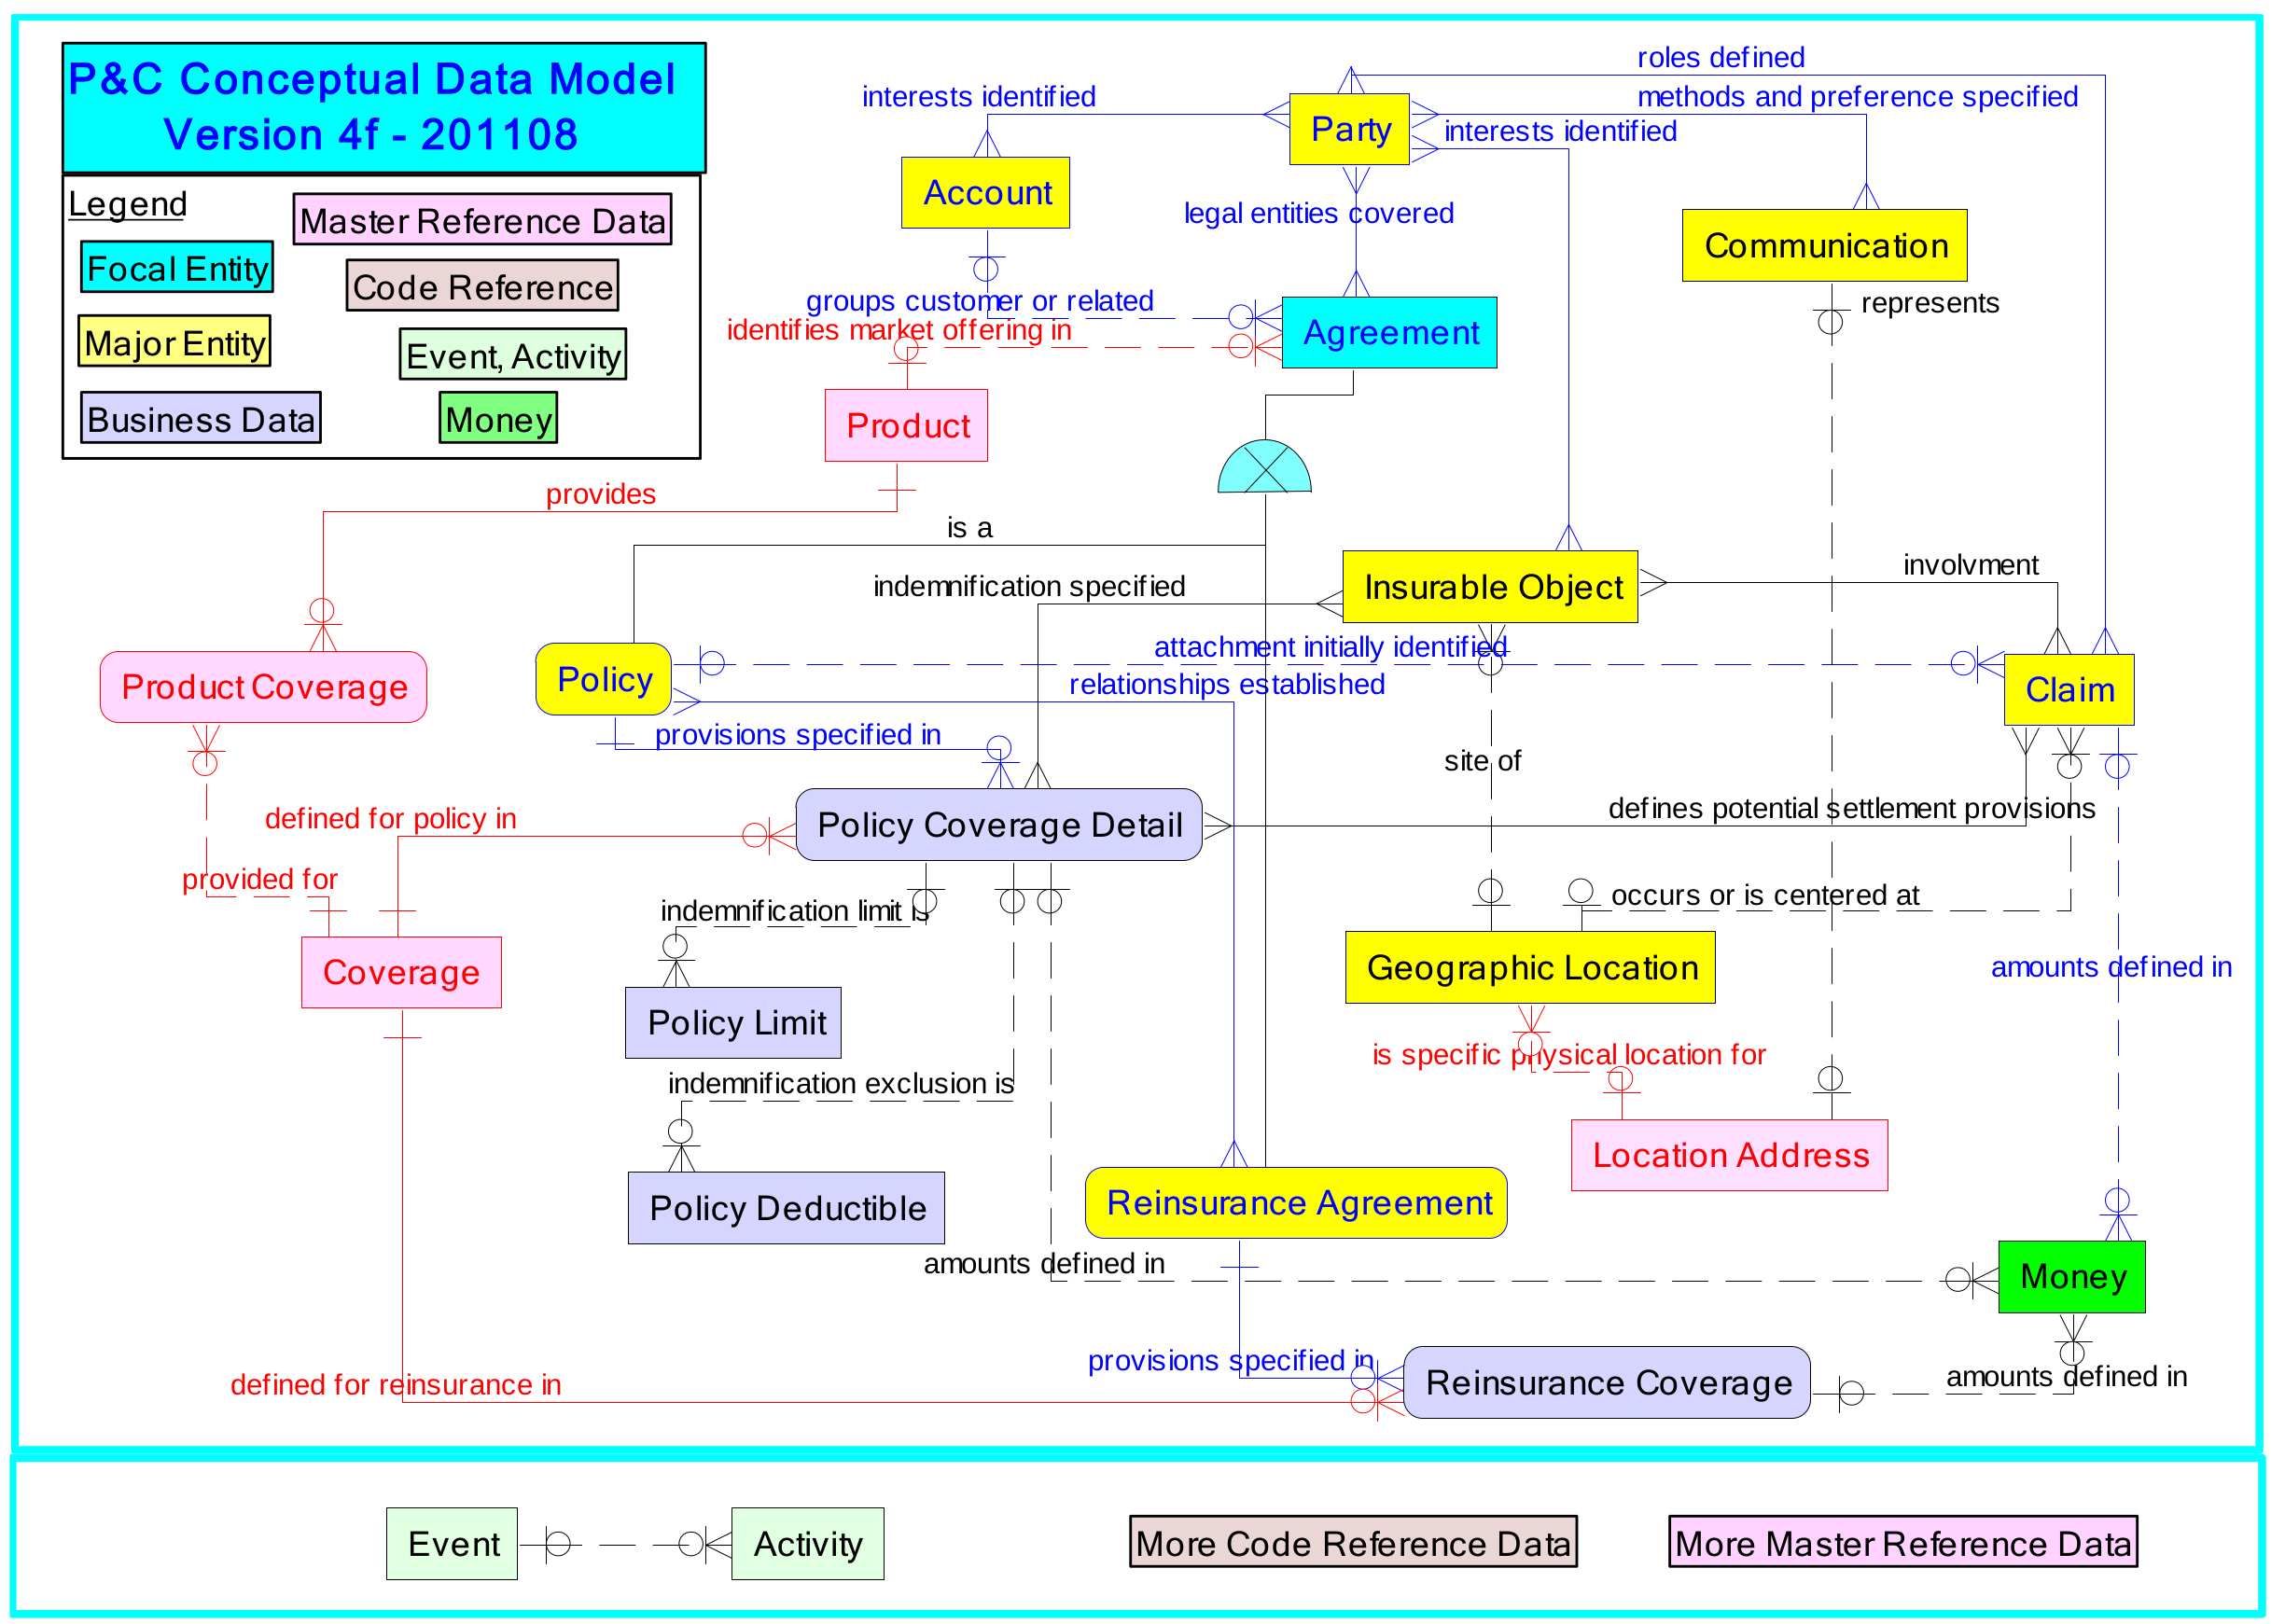 P&C Conceptual Data Model
Version 4f - 201108
Legend
Master Reference Data
Focal Entity
Code Reference
Major Entity
Event, Activity
Business Data
Money
roles defined
interests identified
methods and preference specified
Party
interests identified
Account
legal entities covered
Communication
groups customer or related
represents
identifies market offering in
Agreement
Product
provides
is a
involvment
indemnification specified
Insurable Object
attachment initially identified
Product Coverage
Policy
relationships established
Claim
provisions specified in
site of
defined for policy in
Policy Coverage Detail
defines potential settlement provisions
provided for
indemnification limit is
occurs or is centered at
Coverage
Geographic Location
amounts defined in
Policy Limit
is specific physical location for
indemnification exclusion is
Location Address
Policy Deductible
Reinsurance Agreement
amounts defined in
Money
provisions specified in
defined for reinsurance in
Reinsurance Coverage
amounts defined in
Event
Activity
More Code Reference Data
More Master Reference Data